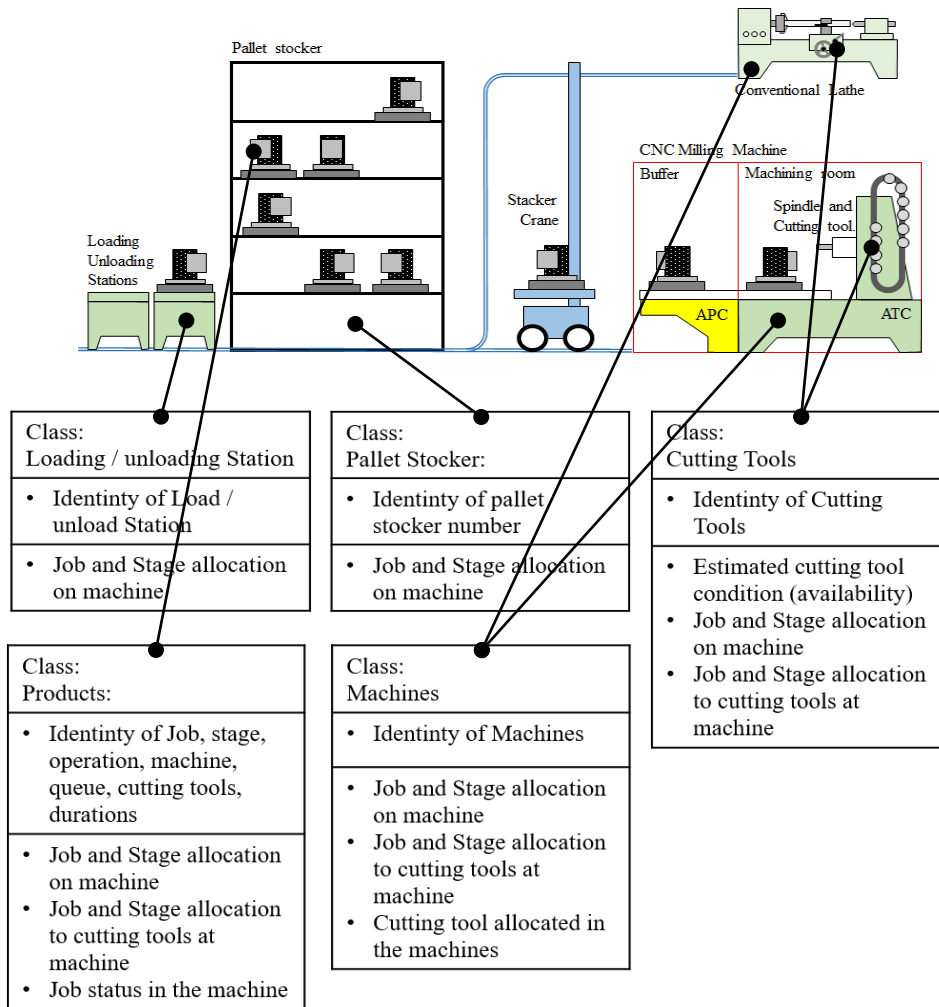 Pallet stocker
Conventional Lathe
CNC Milling Machine
Buffer
Machining room
Spindle and
Cutting tool.
Stacker
Crane
Loading
Unloading
Stations
APC
ATC
Class:
Loading / unloading Station
• Identinty of Load /
unload Station
• Job and Stage allocation
on machine
Class:
Pallet Stocker:
• Identinty of pallet
stocker number
• Job and Stage allocation
on machine
Class:
Cutting Tools
• Identinty of Cutting
Tools
• Estimated cutting tool
condition (availability)
• Job and Stage allocation
on machine
• Job and Stage allocation
to cutting tools at
machine
Class:
Products:
• Identinty of Job, stage,
operation, machine,
queue, cutting tools,
durations
• Job and Stage allocation
on machine
• Job and Stage allocation
to cutting tools at
machine
• Job status in the machine
Class:
Machines
• Identinty of Machines
• Job and Stage allocation
on machine
• Job and Stage allocation
to cutting tools at
machine
• Cutting tool allocated in
the machines